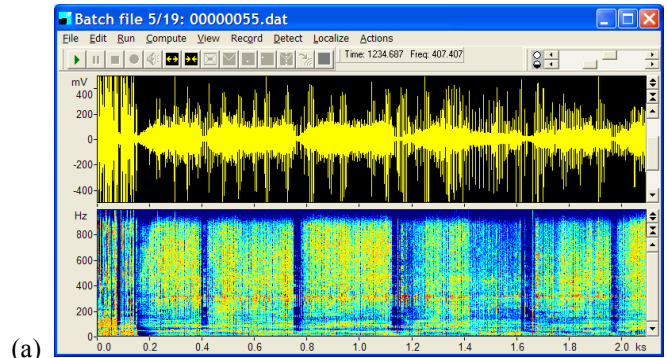 Batch file 5/19: 00000055.dat
File Edit Run Compute View Record Detect Localize Actions
Time: 1234.687 Freq: 407.407
mV
400
200
0
-200
-400
Hz
800
600
400
200
0
0.0 0.2 0.4 0.6 0.8 1.0 1.2 1.4 1.6 1.8 2.0 ks
(a)